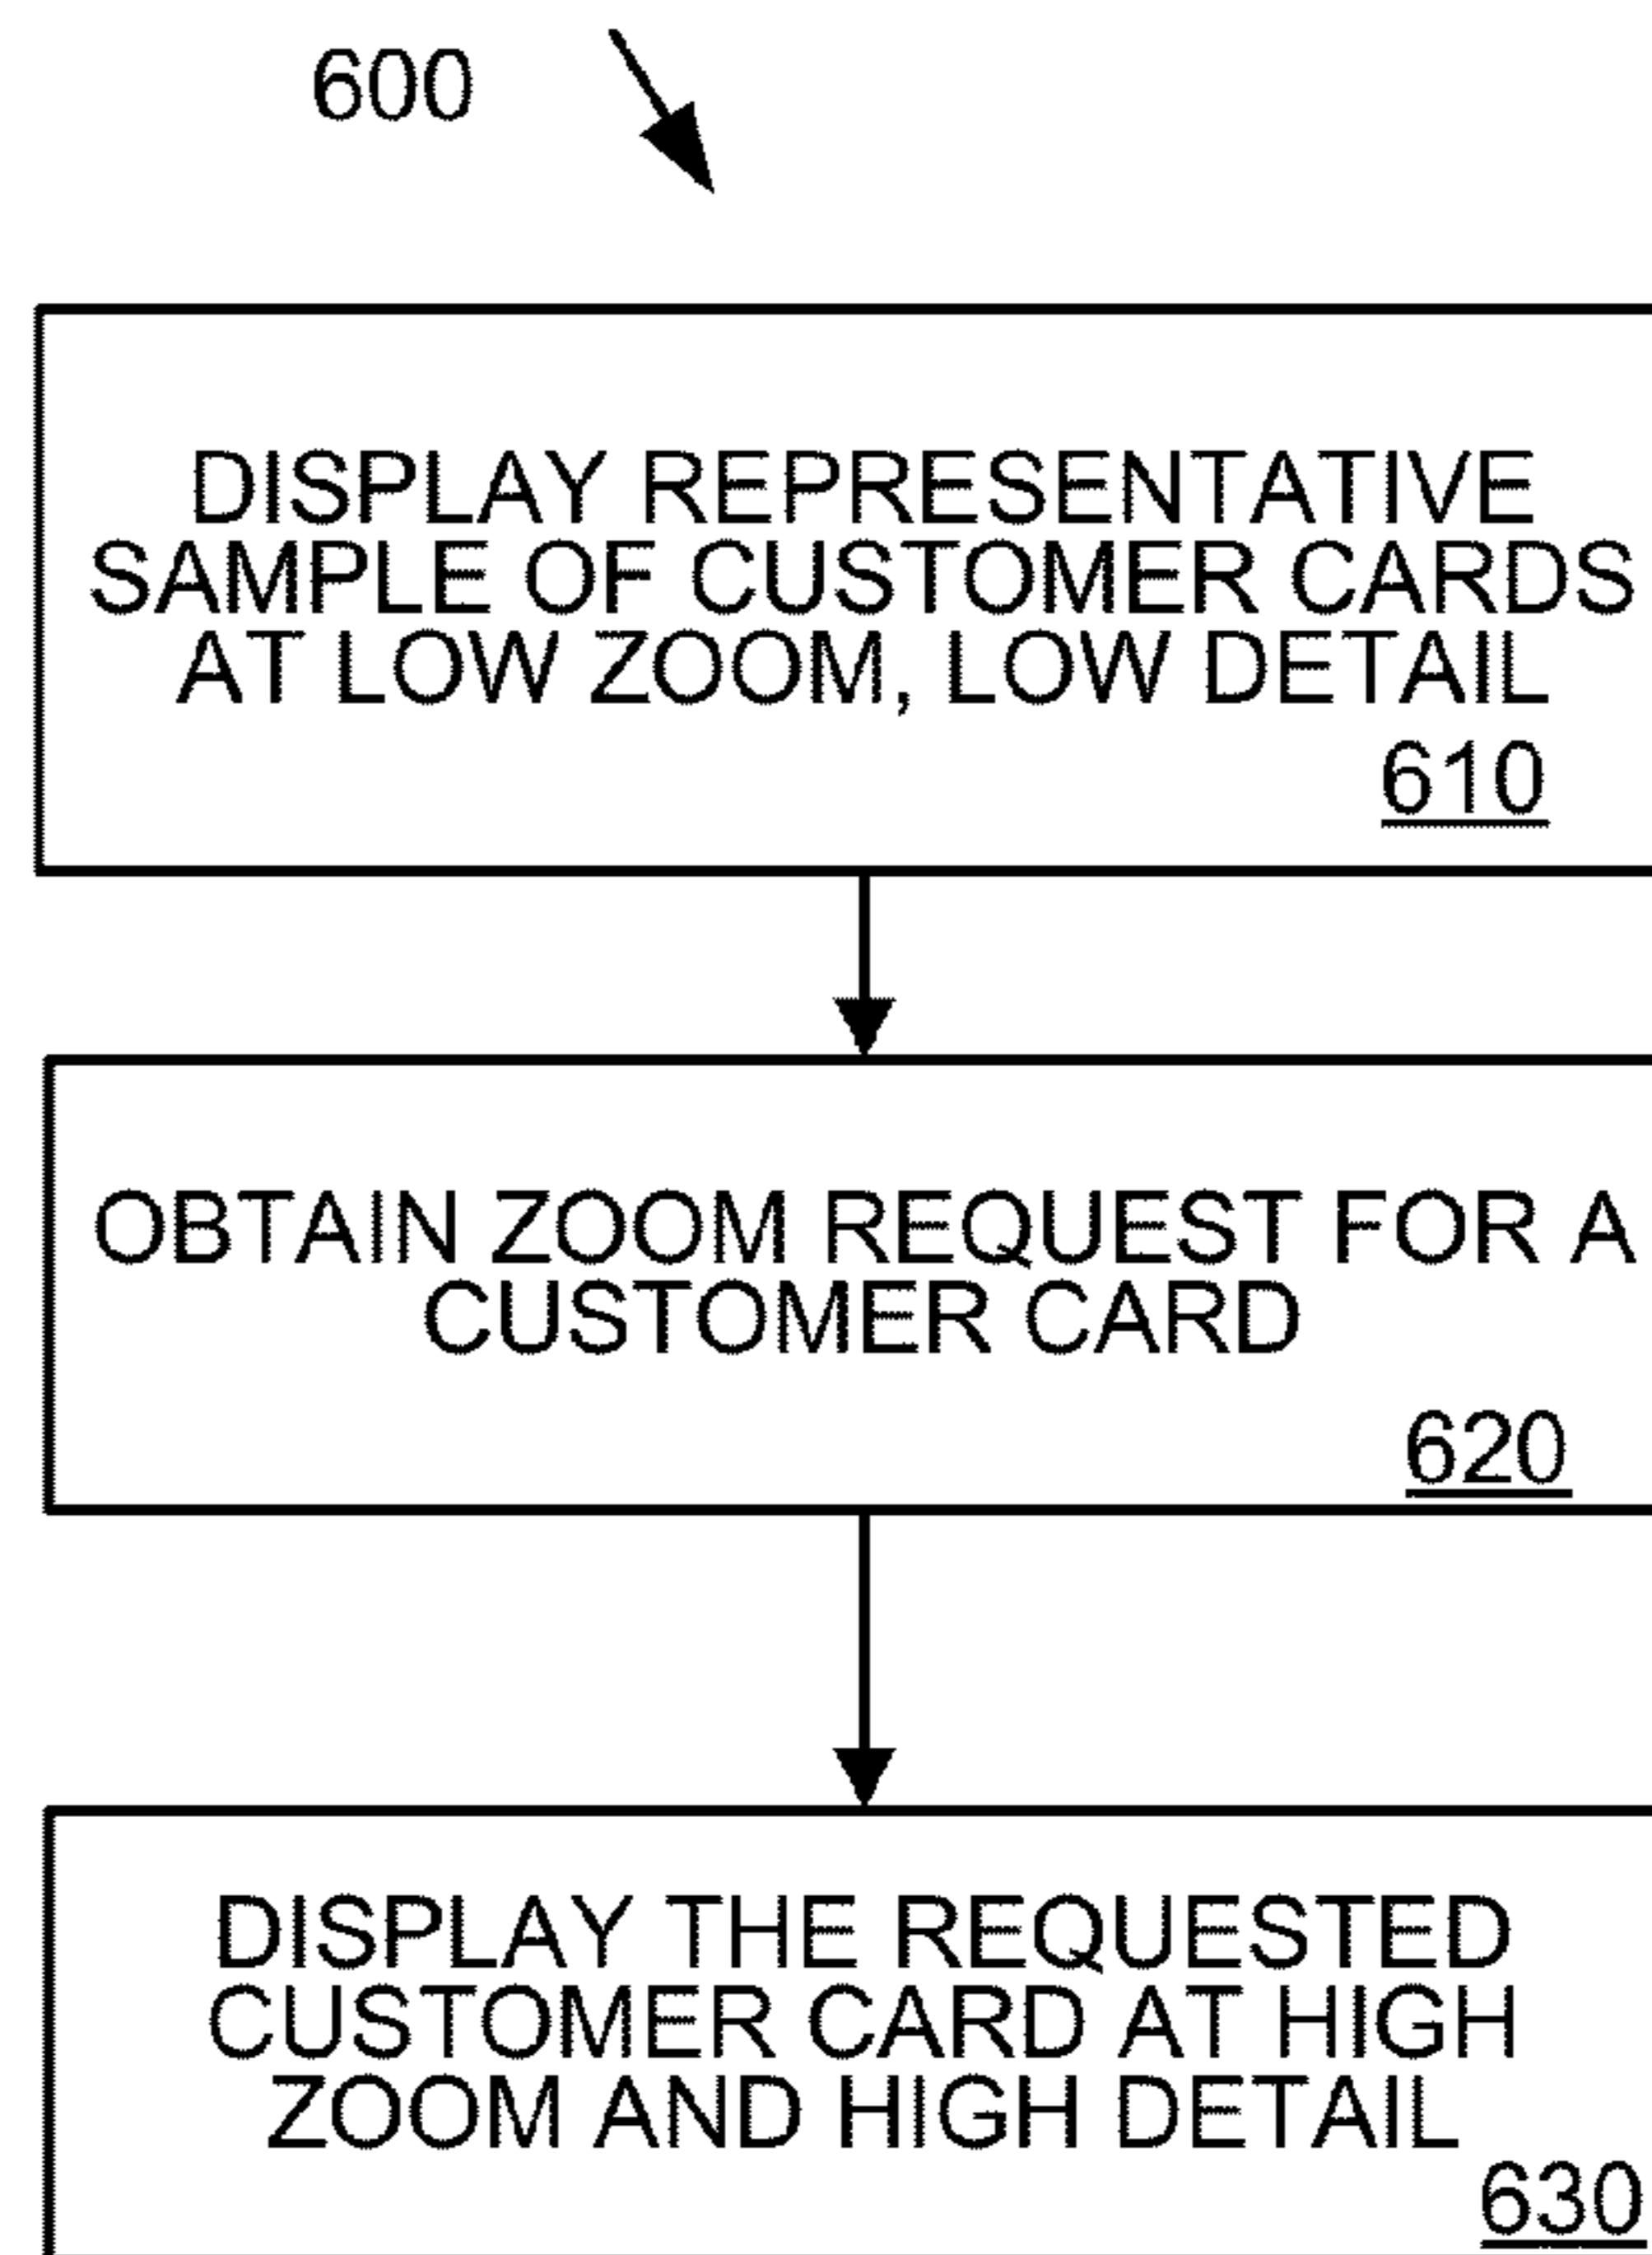 600
DISPLAY REPRESENTATIVE
SAMPLE OF CUSTOMER CARDS
AT LOW ZOOM, LOW DETAIL
610
OBTAIN ZOOM REQUEST FOR A
CUSTOMER CARD
620
DISPLAY THE REQUESTED
CUSTOMER CARD AT HIGH
ZOOM AND HIGH DETAIL
630